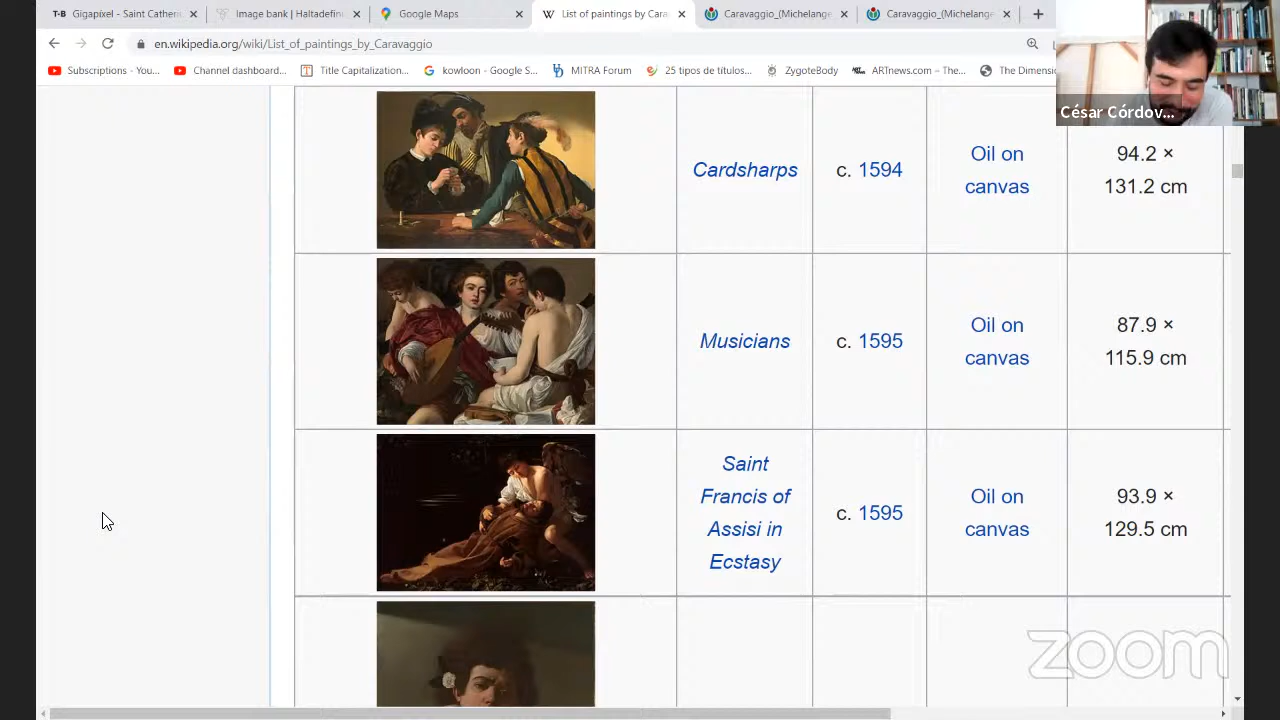 T-B Gigapíxel - Saint Catheri
Image bank | Haltadefin
Google Maps
W List of paintings by Cara
Caravaggio_(Michelange
Caravaggio_(Michelange
en.wikipedia.org/wiki/List_of_paintings_by_Caravaggio
Subscriptions - You...
Channel dashboard...
T Title Capitalization...
G kowloon - Google S...
MITRA Forum
25 tipos de títulos...
ZygoteBody
ARTnews.com – The...
The Dimension
César Córdov...
Cardsharps
c. 1594
Oil on
canvas
94.2 ×
131.2 cm
Musicians
c. 1595
Oil on
canvas
87.9 ×
115.9 cm
Saint
Francis of
Assisi in
Ecstasy
c. 1595
Oil on
canvas
93.9 ×
129.5 cm
zoom